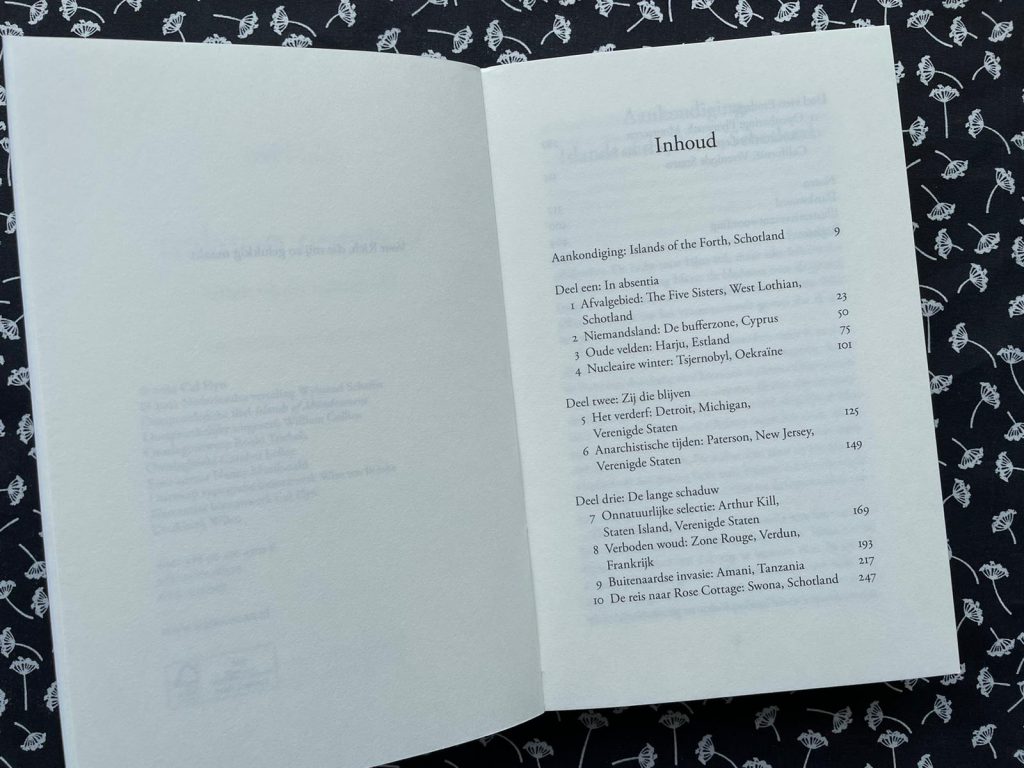 Inhoud
Aankondiging: Islands of the Forth, Schotland 9
Deel een: In absentia
1 Afvalgebied: The Five Sisters, West Lothian,
Schotland 23
2 Niemandsland: De bufferzone, Cyprus 50
3 Oude velden: Harju, Estland 75
4 Nucleaire winter: Tsjernobyl, Oekraïne 101
Deel twee: Zij die blijven
5 Het verderf: Detroit, Michigan,
Verenigde Staten 125
6 Anarchistische tijden: Paterson, New Jersey,
Verenigde Staten 149
Deel drie: De lange schaduw
7 Onnatuurlijke selectie: Arthur Kill,
Staten Island, Verenigde Staten 169
8 Verboden woud: Zone Rouge, Verdun,
Frankrijk 193
9 Buitenaardse invasie: Amani, Tanzania 217
10 De reis naar Rose Cottage: Swona, Schotland 247